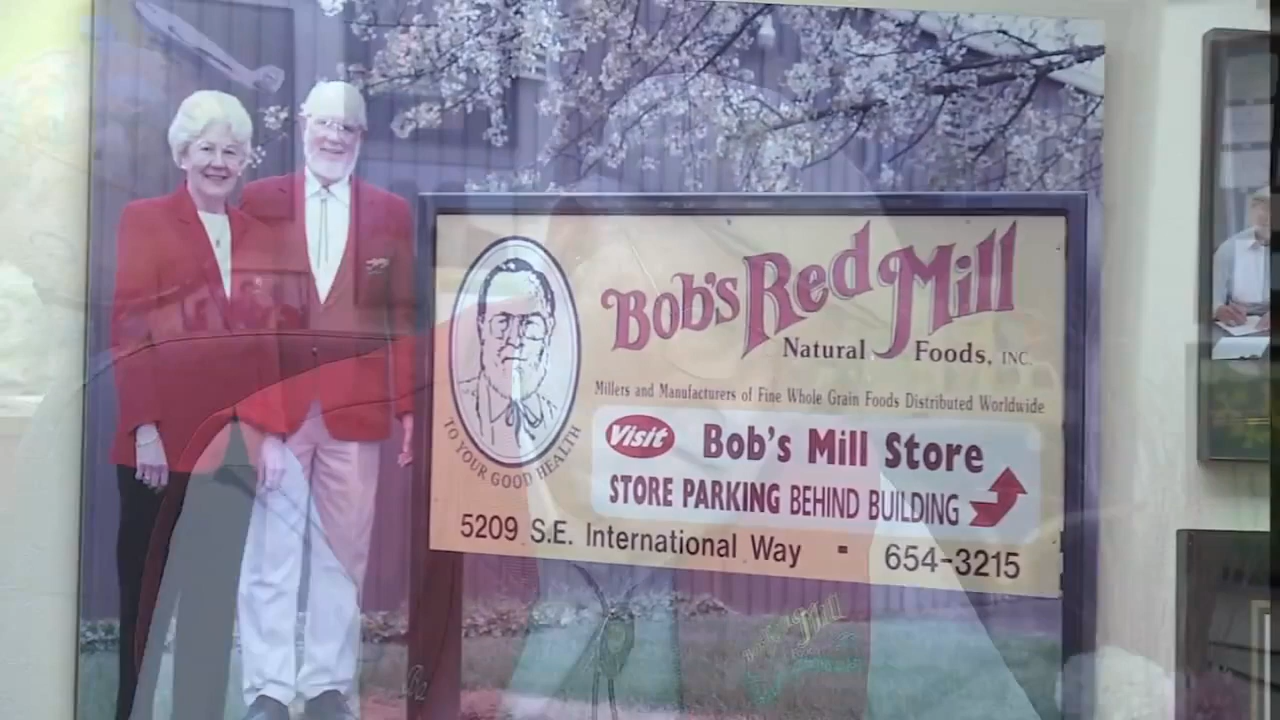 Bob's Red Mill
Natural Foods, INC.
Millers and Manufacturers of Fine Whole Grain Foods Distributed Worldwide
TO YOUR GOOD HEALTH
Visit Bob's Mill Store
STORE PARKING BEHIND BUILDING
5209 S.E. International Way - 654-3215